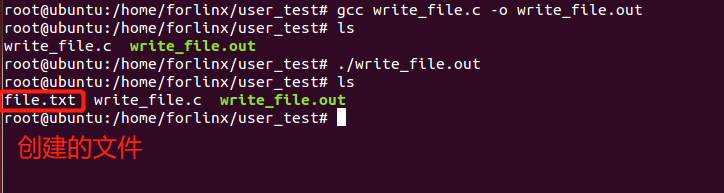 root@ubuntu:/home/forlinx/user_test# gcc write_file.c -o write_file.out
root@ubuntu:/home/forlinx/user_test# ls
write_file.c  write_file.out
root@ubuntu:/home/forlinx/user_test# ./write_file.out
root@ubuntu:/home/forlinx/user_test# ls
file.txt  write_file.c  write_file.out
root@ubuntu:/home/forlinx/user_test#
创建的文件